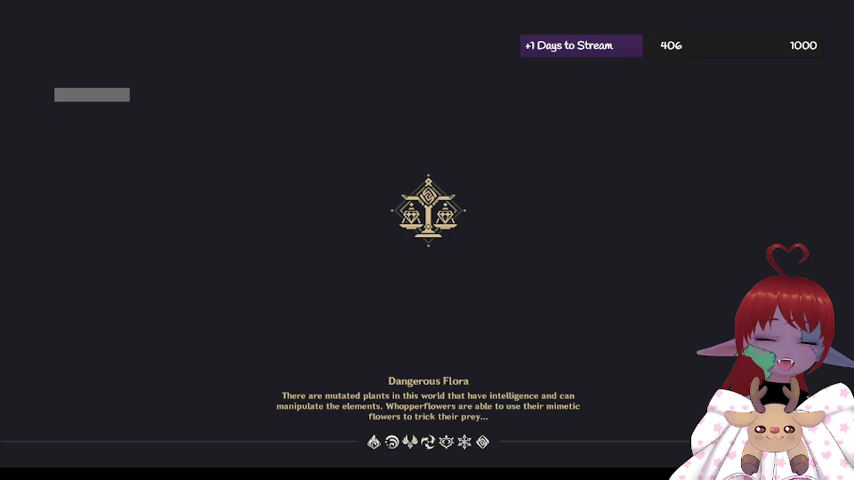 +1 Days to Stream 406 1000
Dangerous Flora
There are mutated plants in this world that have intelligence and can
manipulate the elements. Whopperflowers are able to use their mimetic
flowers to trick their prey...